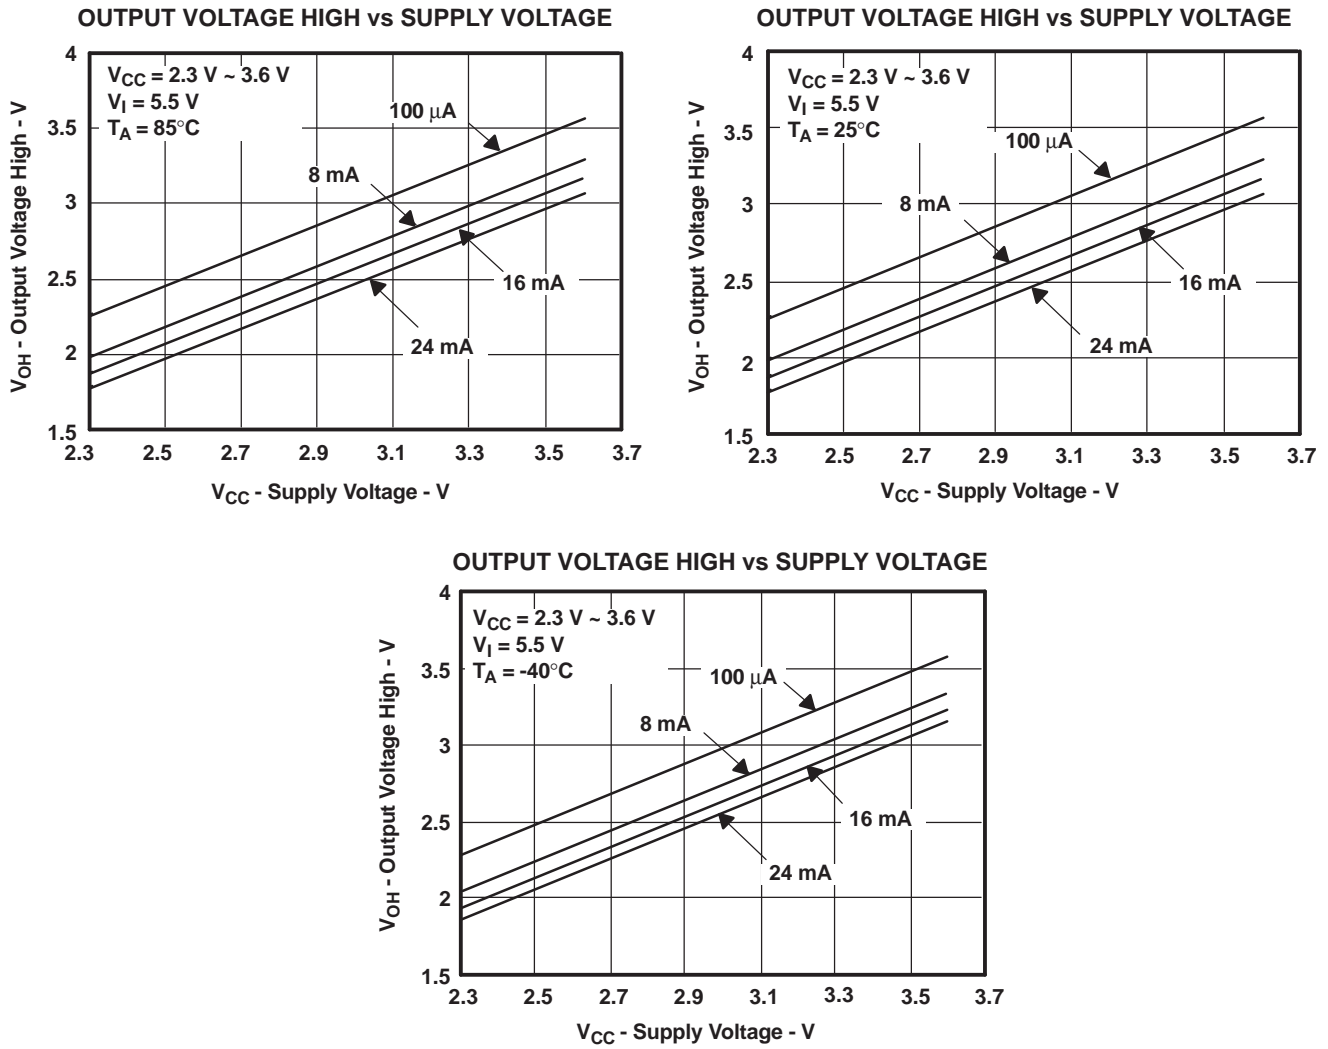 OUTPUT VOLTAGE HIGH vs SUPPLY VOLTAGE
4
3.5
3
2.5
2
1.5
VOH - Output Voltage High - V
VCC = 2.3 V ~ 3.6 V
VI = 5.5 V
TA = 85°C
100 µA
8 mA
16 mA
24 mA
2.3 2.5 2.7 2.9 3.1 3.3 3.5 3.7
VCC - Supply Voltage - V
OUTPUT VOLTAGE HIGH vs SUPPLY VOLTAGE
4
3.5
3
2.5
2
1.5
VOH - Output Voltage High - V
VCC = 2.3 V ~ 3.6 V
VI = 5.5 V
TA = 25°C
100 µA
8 mA
16 mA
24 mA
2.3 2.5 2.7 2.9 3.1 3.3 3.5 3.7
VCC - Supply Voltage - V
OUTPUT VOLTAGE HIGH vs SUPPLY VOLTAGE
4
3.5
3
2.5
2
1.5
VOH - Output Voltage High - V
VCC = 2.3 V ~ 3.6 V
VI = 5.5 V
TA = -40°C
100 µA
8 mA
16 mA
24 mA
2.3 2.5 2.7 2.9 3.1 3.3 3.5 3.7
VCC - Supply Voltage - V